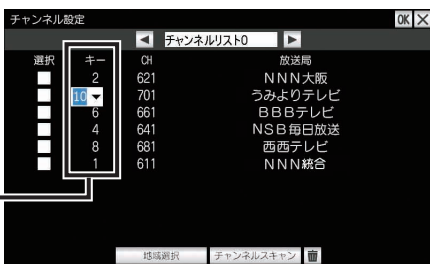 チャンネル設定 OK ×
チャンネルリスト0
選択 キー CH 放送局
2 621 NNN大阪
10 701 うみよりテレビ
6 661 BBBテレビ
4 641 NSB毎日放送
8 681 西西テレビ
1 611 NNN統合
地域選択 チャンネルスキャン